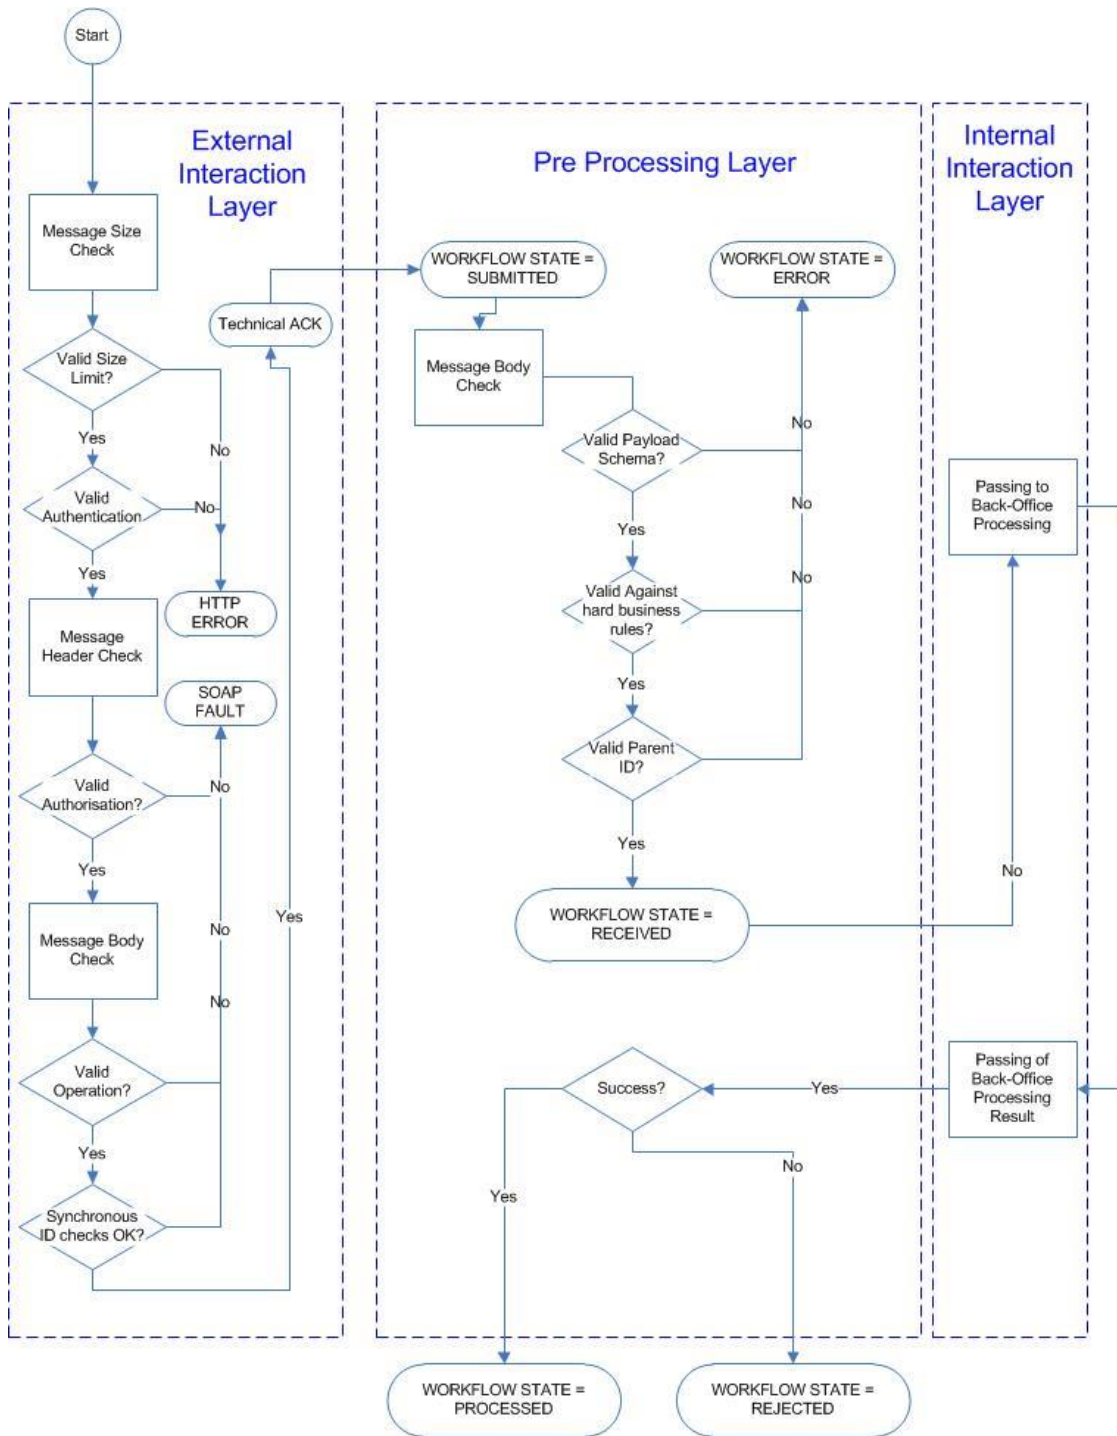 Start
External
Interaction
Layer
Message Size
Check
Technical ACK
Valid Size
Limit?
Yes
No
Valid
Authentication
No
Yes
HTTP
ERROR
Message
Header Check
SOAP
FAULT
Valid
Authorisation?
No
Yes
Yes
Message Body
Check
No
No
Valid
Operation?
Yes
Synchronous
ID checks OK?
Pre Processing Layer
WORKFLOW STATE =
SUBMITTED
WORKFLOW STATE =
ERROR
Message Body
Check
Valid Payload
Schema?
No
No
Yes
Valid Against
hard business
rules?
No
Yes
Valid Parent
ID?
Yes
WORKFLOW STATE =
RECEIVED
No
Internal
Interaction
Layer
Passing to
Back-Office
Processing
Passing of
Back-Office
Processing
Result
Yes
Success?
No
Yes
WORKFLOW STATE =
PROCESSED
WORKFLOW STATE =
REJECTED